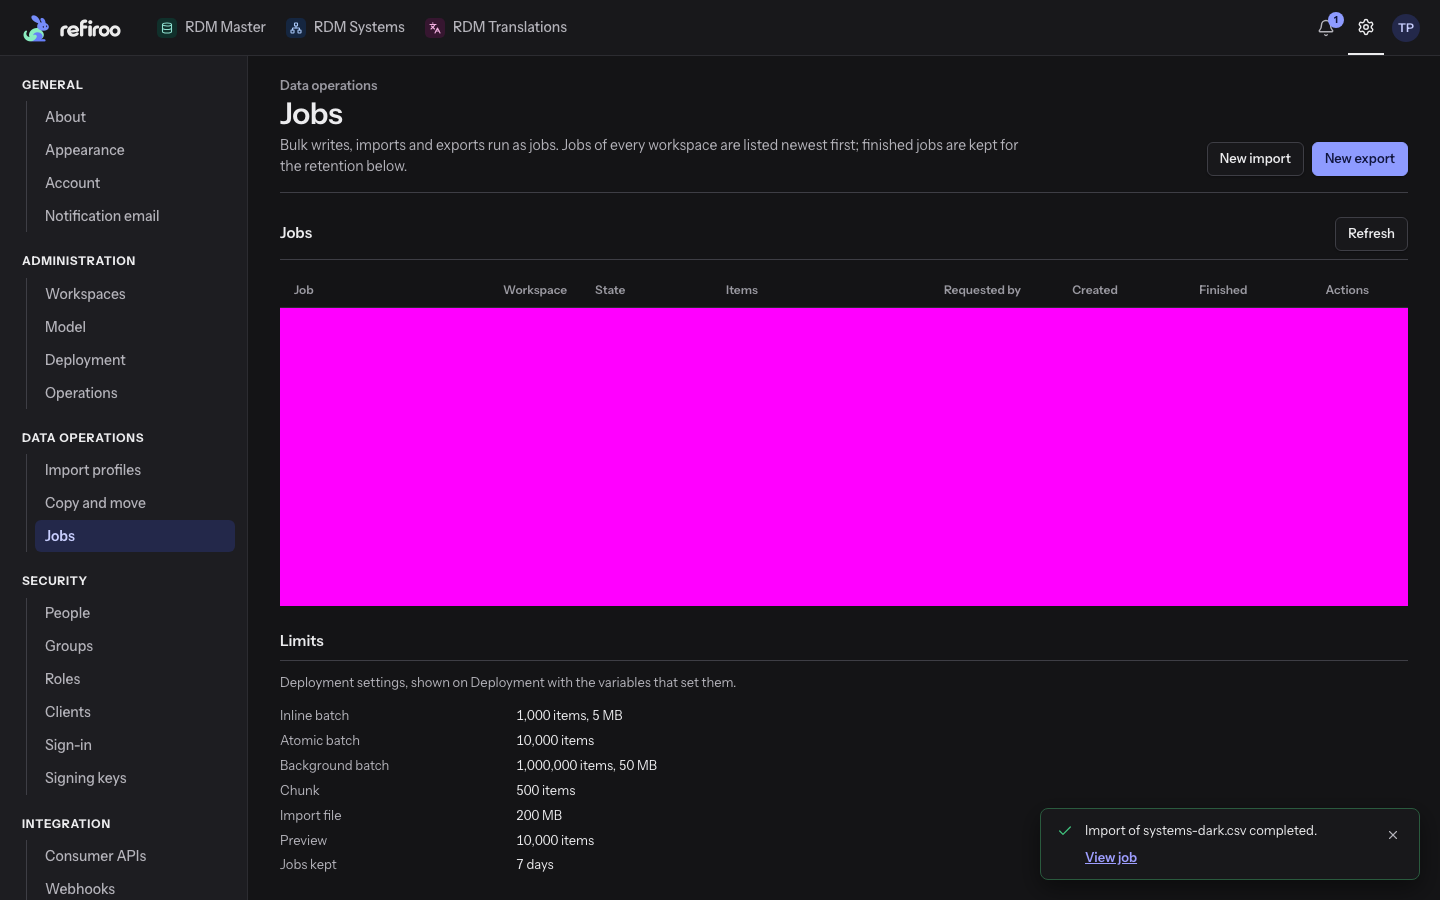 refiroo
RDM Master
RDM Systems
RDM Translations
1
TP
GENERAL
About
Appearance
Account
Notification email
ADMINISTRATION
Workspaces
Model
Deployment
Operations
DATA OPERATIONS
Import profiles
Copy and move
Jobs
SECURITY
People
Groups
Roles
Clients
Sign-in
Signing keys
INTEGRATION
Consumer APIs
Webhooks
Data operations
Jobs
Bulk writes, imports and exports run as jobs. Jobs of every workspace are listed newest first; finished jobs are kept for
the retention below.
New import
New export
Jobs
Refresh
Job Workspace State Items Requested by Created Finished Actions
Limits
Deployment settings, shown on Deployment with the variables that set them.
Inline batch 1,000 items, 5 MB
Atomic batch 10,000 items
Background batch 1,000,000 items, 50 MB
Chunk 500 items
Import file 200 MB
Preview 10,000 items
Jobs kept 7 days
Import of systems-dark.csv completed.
View job